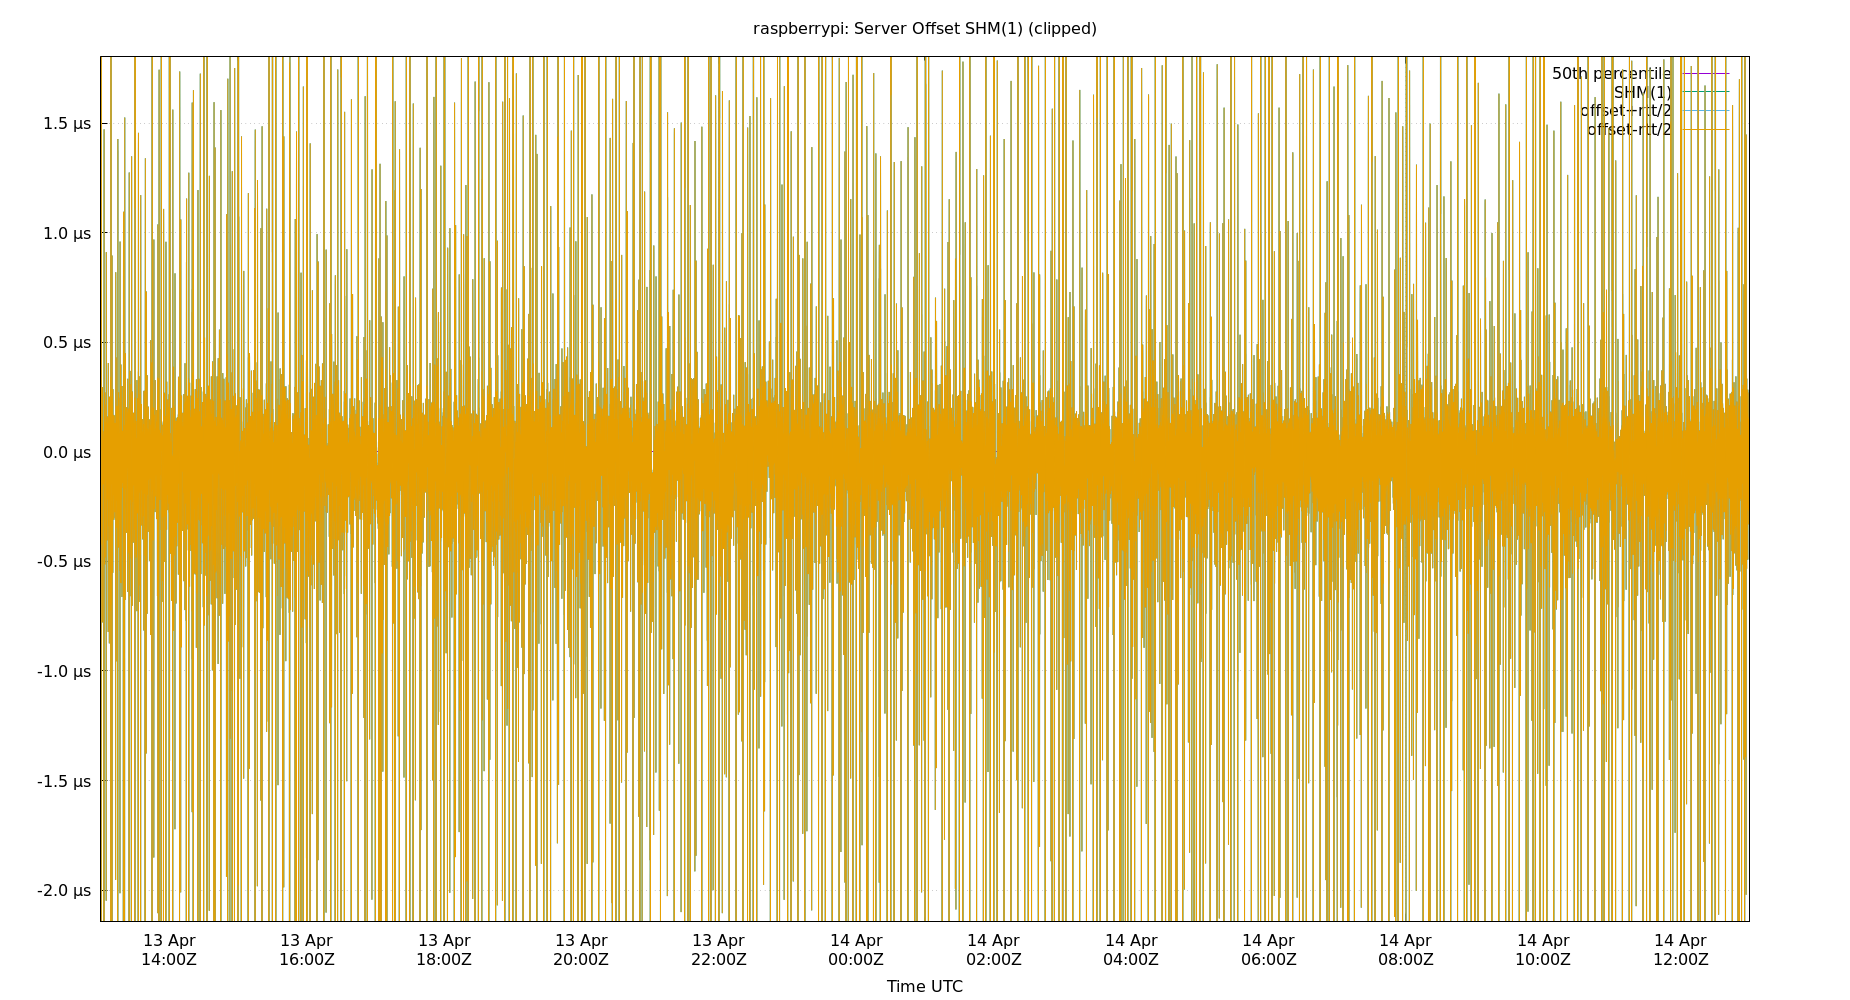 raspberrypi: Server Offset SHM(1) (clipped)
50th percentile
SHM(1)
offset+rtt/2
offset-rtt/2
1.5 µs
1.0 µs
0.5 µs
0.0 µs
-0.5 µs
-1.0 µs
-1.5 µs
-2.0 µs
13 Apr 13 Apr 13 Apr 13 Apr 13 Apr 14 Apr 14 Apr 14 Apr 14 Apr 14 Apr 14 Apr 14 Apr
14:00Z 16:00Z 18:00Z 20:00Z 22:00Z 00:00Z 02:00Z 04:00Z 06:00Z 08:00Z 10:00Z 12:00Z
Time UTC